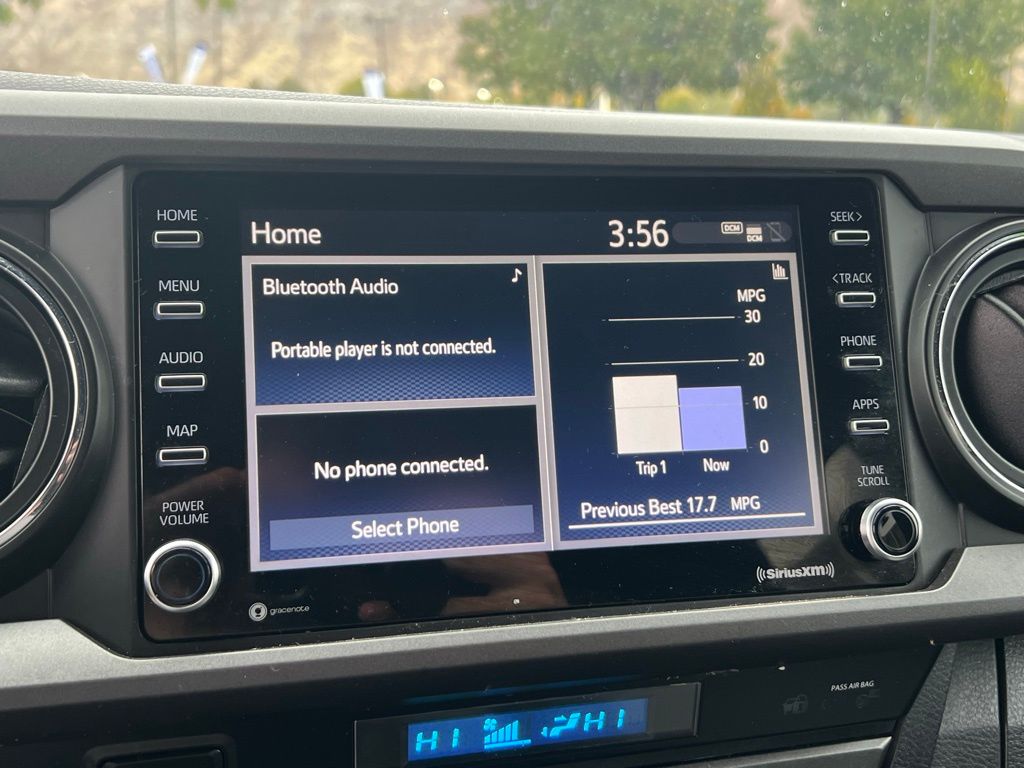 HOME
MENU
AUDIO
MAP
POWER
VOLUME
Home
3:56
DCM
DCM
Bluetooth Audio
Portable player is not connected.
No phone connected.
Select Phone
MPG
30
20
10
0
Trip 1
Now
Previous Best 17.7 MPG
SEEK>
<TRACK
PHONE
APPS
TUNE
SCROLL
gracenote
((SiriusXM))
HI
HI
PASS AIR BAG